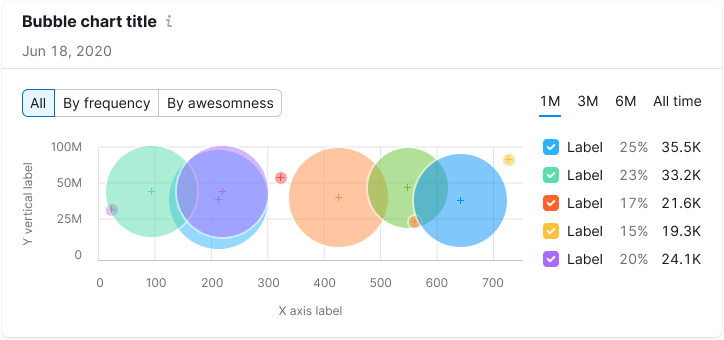 Bubble chart title i
Jun 18, 2020
All By frequency By awesomness
1M 3M 6M All time
Y vertical label
100M
50M
25M
0
0 100 200 300 400 500 600 700
X axis label
Label 25% 35.5K
Label 23% 33.2K
Label 17% 21.6K
Label 15% 19.3K
Label 20% 24.1K